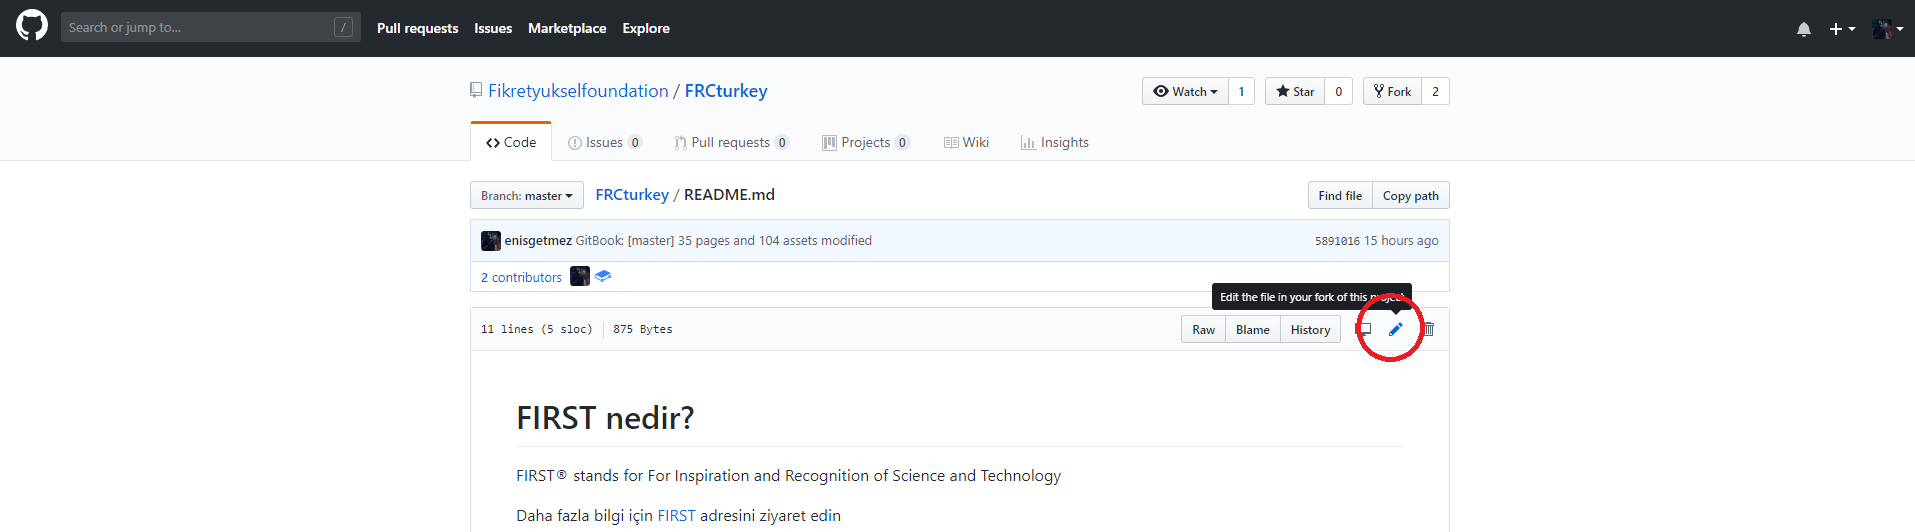 Search or jump to... /
Pull requests Issues Marketplace Explore
Fikretyukselfoundation / FRCturkey
Watch 1 Star 0 Fork 2
Code Issues 0 Pull requests 0 Projects 0 Wiki Insights
Branch: master FRCturkey / README.md Find file Copy path
enisgetmez GitBook: [master] 35 pages and 104 assets modified 5891016 15 hours ago
2 contributors
Edit the file in your fork of this project.
11 lines (5 sloc) 875 Bytes Raw Blame History
FIRST nedir?
FIRST® stands for For Inspiration and Recognition of Science and Technology
Daha fazla bilgi için FIRST adresini ziyaret edin